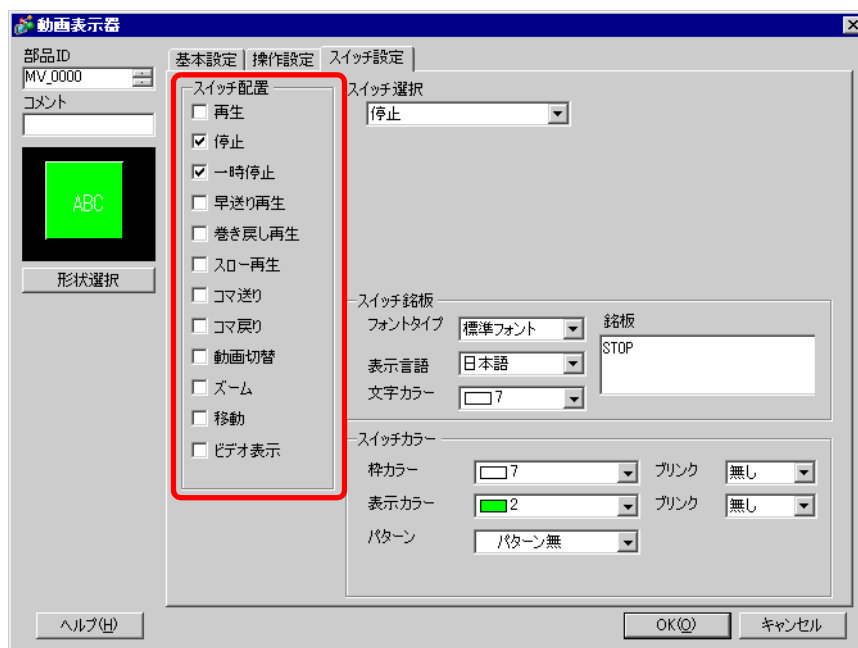 動画表示器
部品ID
MV_0000
コメント
ABC
形状選択
基本設定 操作設定 スイッチ設定
スイッチ配置
再生
停止
一時停止
早送り再生
巻き戻し再生
スロー再生
コマ送り
コマ戻り
動画切替
ズーム
移動
ビデオ表示
スイッチ選択
停止
スイッチ銘板
フォントタイプ 標準フォント
表示言語 日本語
文字カラー 7
銘板
STOP
スイッチカラー
枠カラー 7 ブリンク 無し
表示カラー 2 ブリンク 無し
パターン パターン無
ヘルプ(H) OK(O) キャンセル